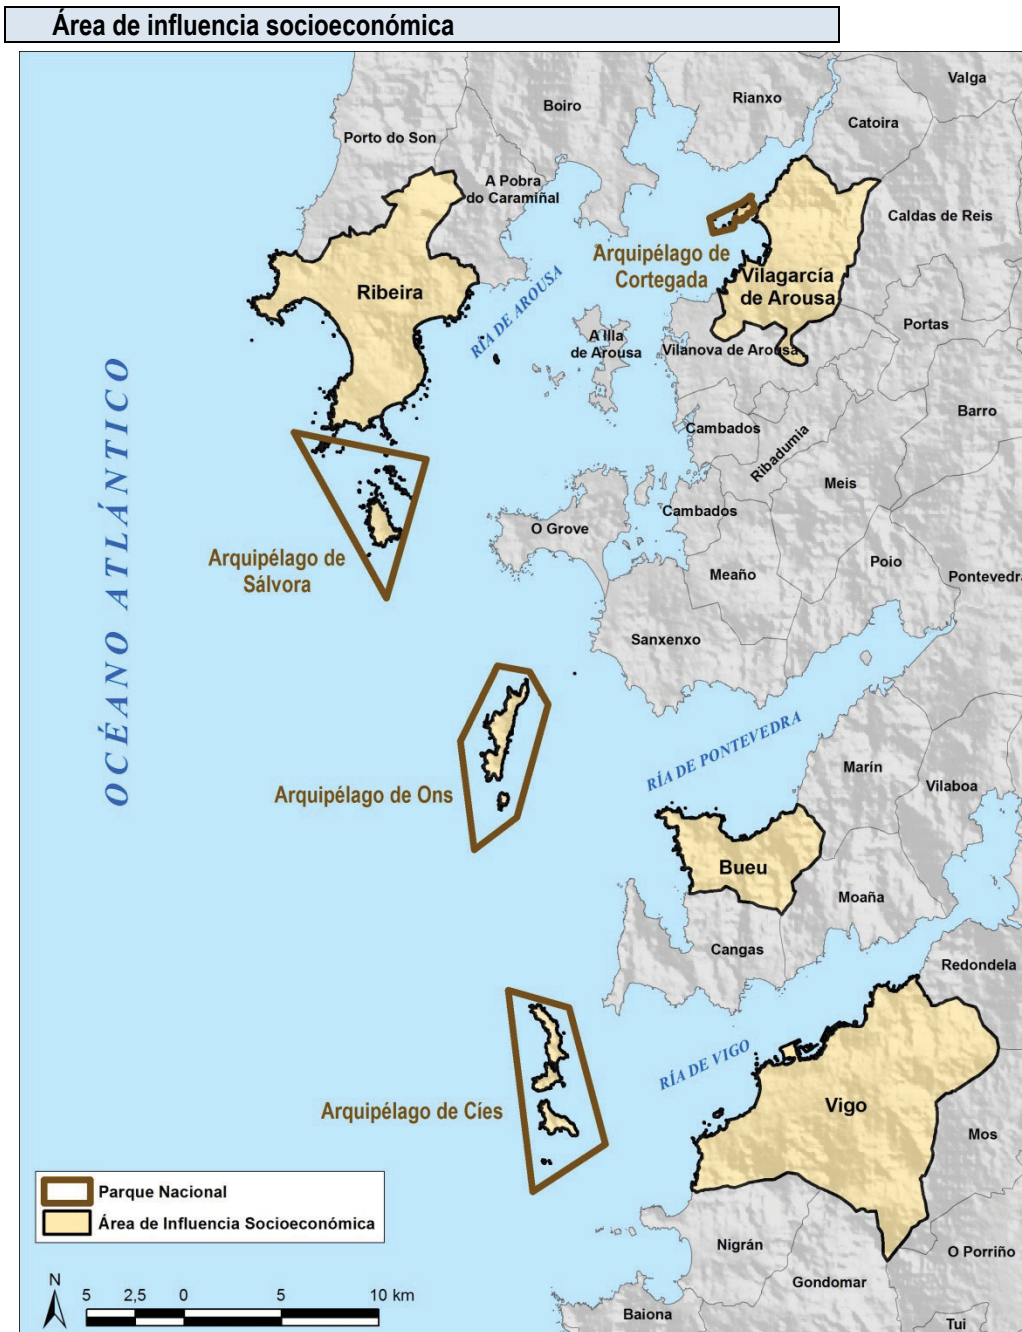 Área de influencia socioeconómica
Valga
Rianxo
Boiro
Catoira
Porto do Son
A Pobra
do Caramiñal
Caldas de Reis
Arquipélago de
Cortegada
Vilagarcía
de Arousa
Ribeira
RÍA DE AROUSA
Portas
A Illa
de Arousa
Vilanova de Arousa
Barro
Cambados
Ribadumia
Meis
Cambados
O Grove
Arquipélago de
Sálvora
Poio
Meaño
Pontevedra
Sanxenxo
OCÉANO ATLÁNTICO
RÍA DE PONTEVEDRA
Marín
Vilaboa
Arquipélago de Ons
Bueu
Moaña
Cangas
Redondela
RÍA DE VIGO
Arquipélago de Cíes
Vigo
Mos
Parque Nacional
Área de Influencia Socioeconómica
Nigrán
O Porriño
Gondomar
N
5 2,5 0 5 10 km
Baiona
Tui